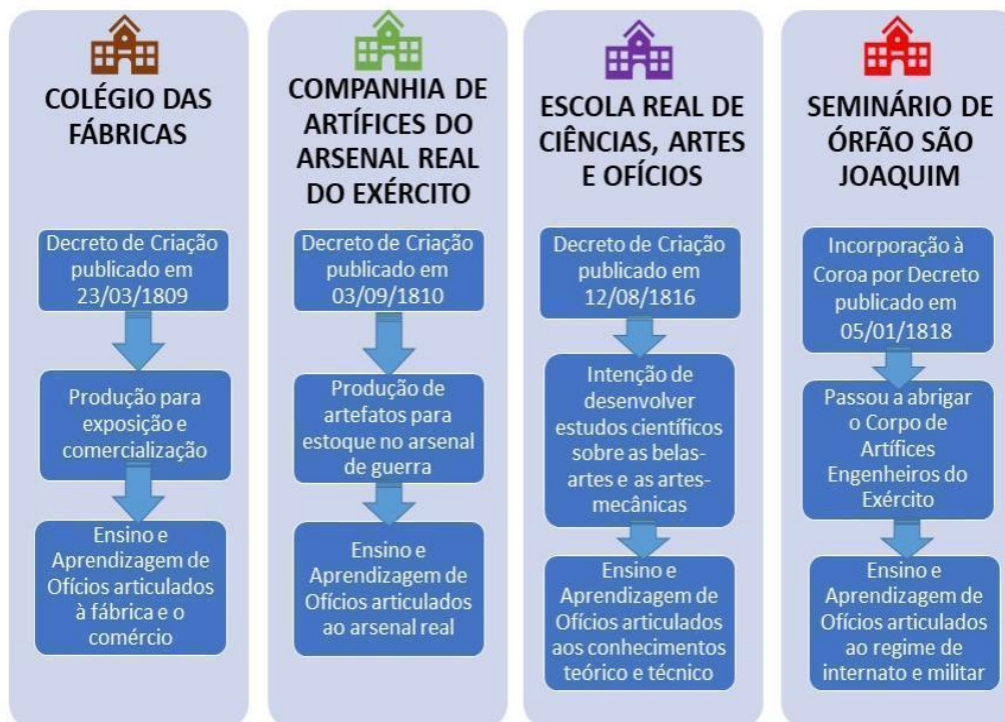 COLÉGIO DAS
FÁBRICAS
Decreto de Criação
publicado em
23/03/1809
Produção para
exposição e
comercialização
Ensino e
Aprendizagem de
Ofícios articulados
à fábrica e o
comércio
COMPANHIA DE
ARTÍFICES DO
ARSENAL REAL
DO EXÉRCITO
Decreto de Criação
publicado em
03/09/1810
Produção de
artefatos para
estoque no arsenal
de guerra
Ensino e
Aprendizagem de
Ofícios articulados
ao arsenal real
ESCOLA REAL DE
CIÊNCIAS, ARTES
E OFÍCIOS
Decreto de Criação
publicado em
12/08/1816
Intenção de
desenvolver
estudos científicos
sobre as belas-
artes e as artes-
mecânicas
Ensino e
Aprendizagem de
Ofícios articulados
aos conhecimentos
teórico e técnico
SEMINÁRIO DE
ÓRFÃO SÃO
JOAQUIM
Incorporação à
Coroa por Decreto
publicado em
05/01/1818
Passou a abrigar
o Corpo de
Artífices
Engenheiros do
Exército
Ensino e
Aprendizagem de
Ofícios articulados
ao regime de
internato e militar